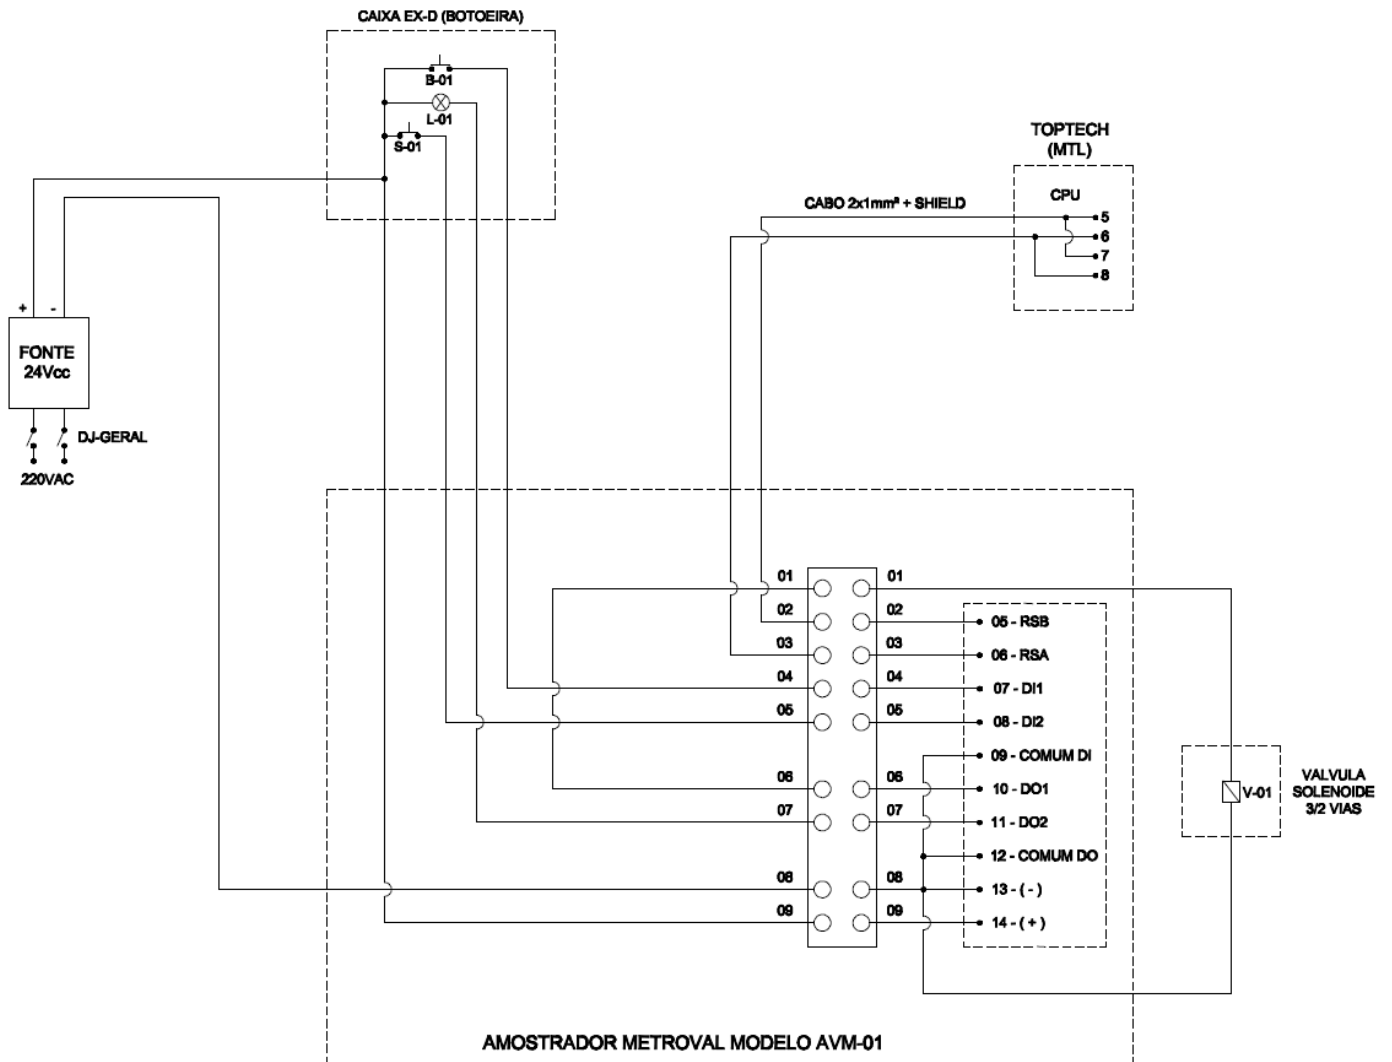 CAIXA EX-D (BOTOEIRA)
B-01
L-01
S-01
TOPTECH
(MTL)
CPU
CABO 2x1mm² + SHIELD
5
6
7
8
+ -
FONTE
24Vcc
DJ-GERAL
220VAC
01 01
02 02 05 - RSB
03 03 06 - RSA
04 04 07 - DI1
05 05 08 - DI2
09 - COMUM DI
06 06 10 - DO1
07 07 11 - DO2
12 - COMUM DO
08 08 13 - ( - )
09 09 14 - ( + )
V-01
VALVULA
SOLENOIDE
3/2 VIAS
AMOSTRADOR METROVAL MODELO AVM-01